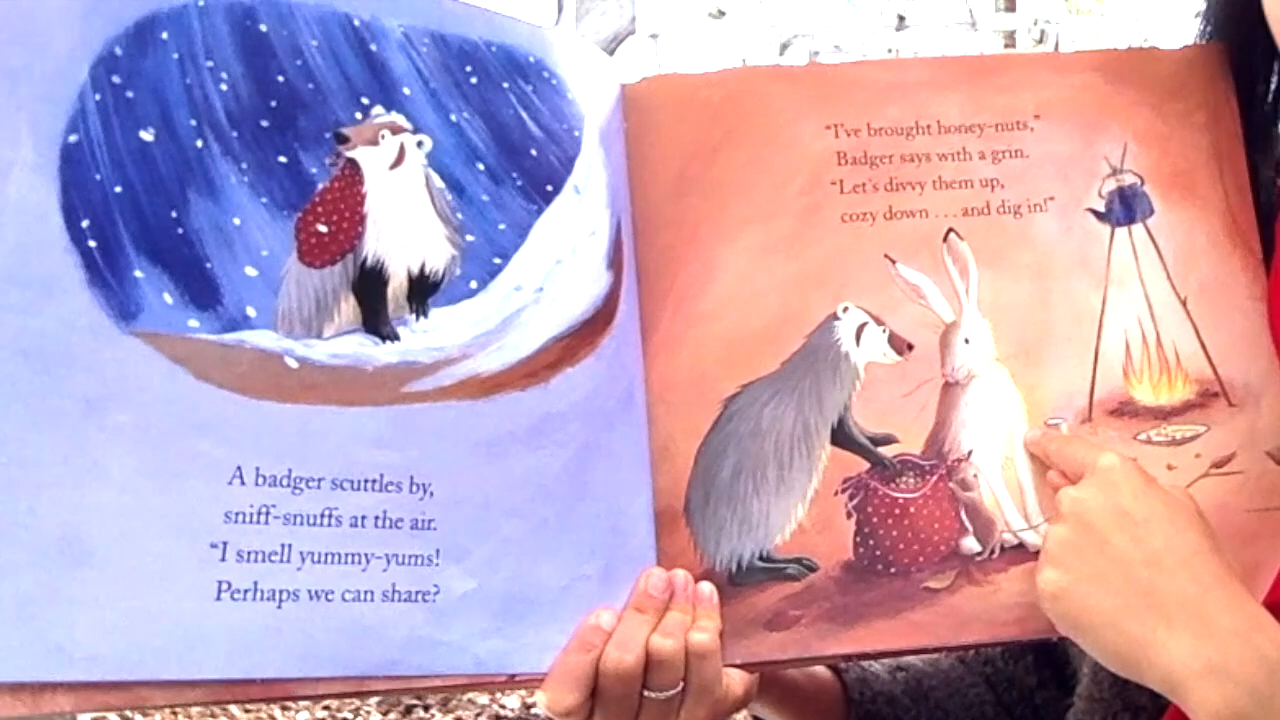 A badger scuttles by,
sniff-snuffs at the air.
“I smell yummy-yums!
Perhaps we can share?
“I’ve brought honey-nuts,”
Badger says with a grin.
“Let’s divvy them up,
cozy down . . . and dig in!”